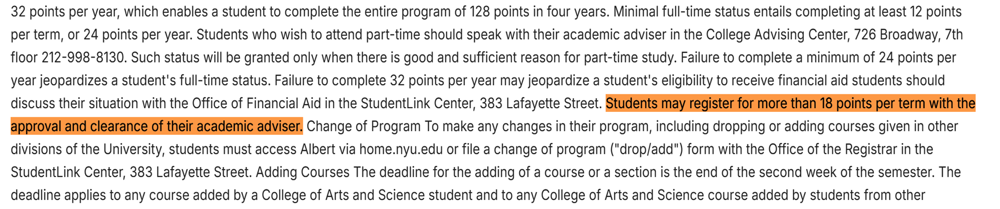 32 points per year, which enables a student to complete the entire program of 128 points in four years. Minimal full-time status entails completing at least 12 points
per term, or 24 points per year. Students who wish to attend part-time should speak with their academic adviser in the College Advising Center, 726 Broadway, 7th
floor 212-998-8130. Such status will be granted only when there is good and sufficient reason for part-time study. Failure to complete a minimum of 24 points per
year jeopardizes a student's full-time status. Failure to complete 32 points per year may jeopardize a student's eligibility to receive financial aid students should
discuss their situation with the Office of Financial Aid in the StudentLink Center, 383 Lafayette Street. Students may register for more than 18 points per term with the
approval and clearance of their academic adviser. Change of Program To make any changes in their program, including dropping or adding courses given in other
divisions of the University, students must access Albert via home.nyu.edu or file a change of program ("drop/add") form with the Office of the Registrar in the
StudentLink Center, 383 Lafayette Street. Adding Courses The deadline for the adding of a course or a section is the end of the second week of the semester. The
deadline applies to any course added by a College of Arts and Science student and to any College of Arts and Science course added by students from other